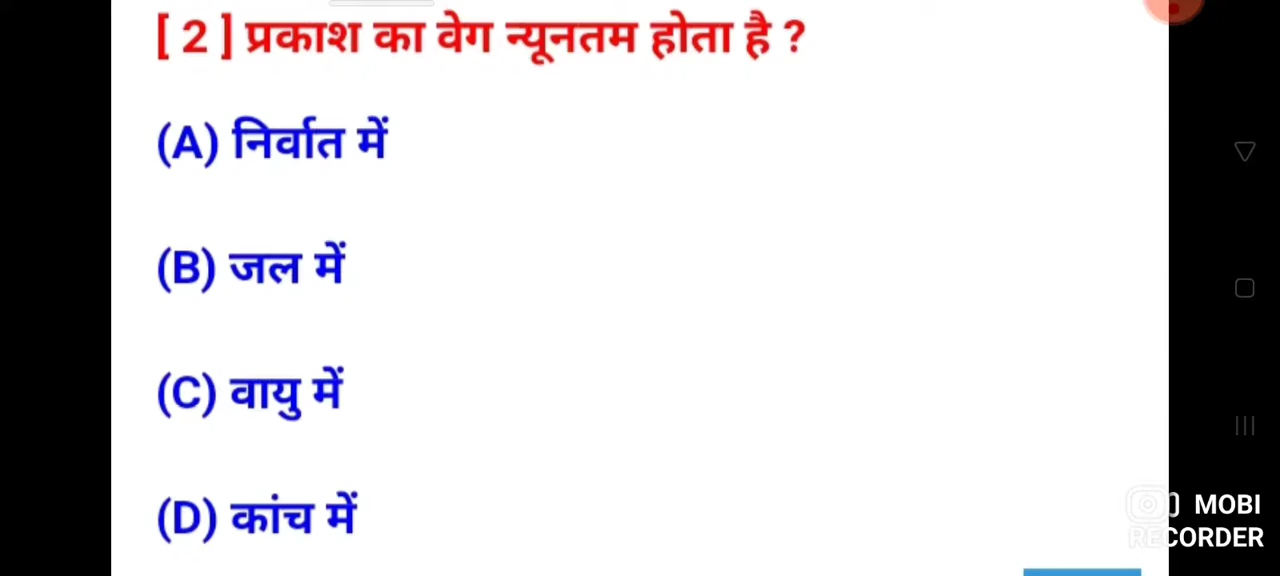 [ 2 ] प्रकाश का वेग न्यूनतम होता है ?
(A) निर्वात में
(B) जल में
(C) वायु में
(D) कांच में
MOBI
RECORDER